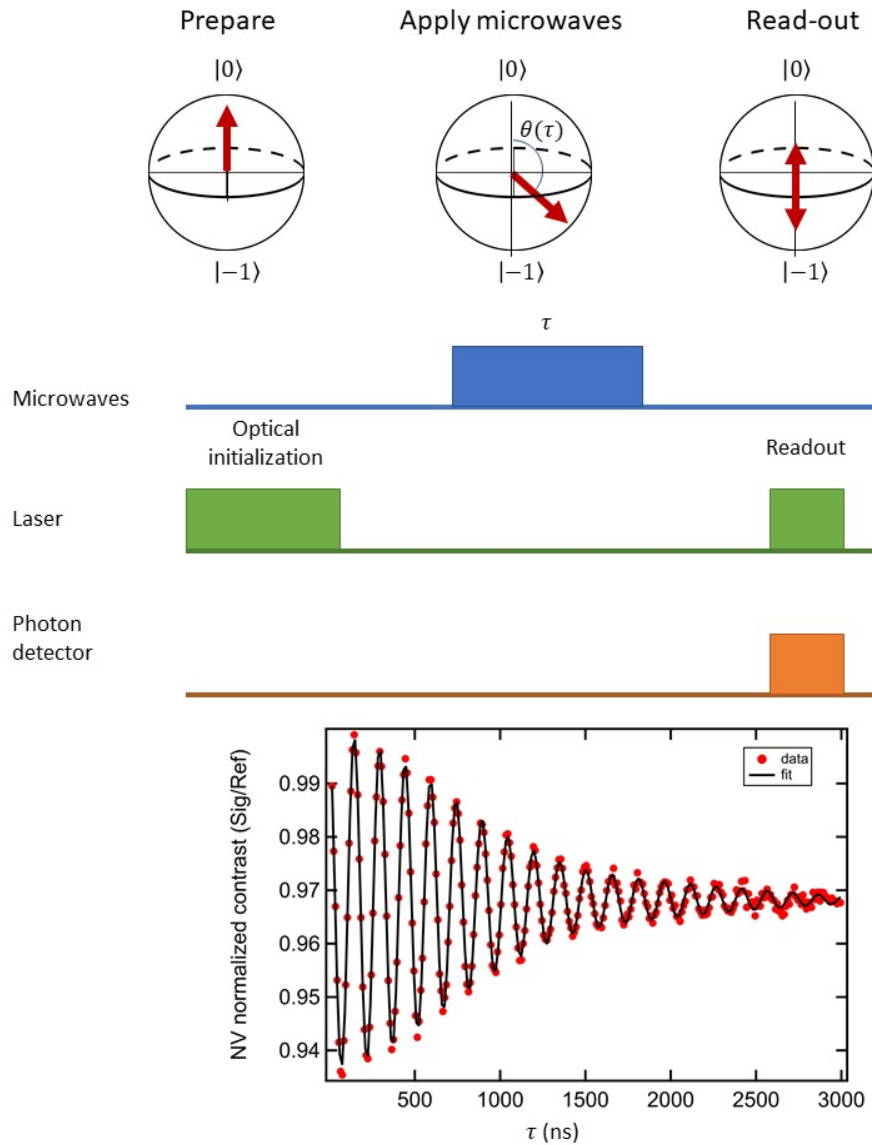 Prepare
Apply microwaves
Read-out
|0⟩
|0⟩
|0⟩
θ(τ)
|−1⟩
|−1⟩
|−1⟩
τ
Microwaves
Optical
initialization
Readout
Laser
Photon
detector
NV normalized contrast (Sig/Ref)
0.99
0.98
0.97
0.96
0.95
0.94
data
fit
500
1000
1500
2000
2500
3000
τ (ns)